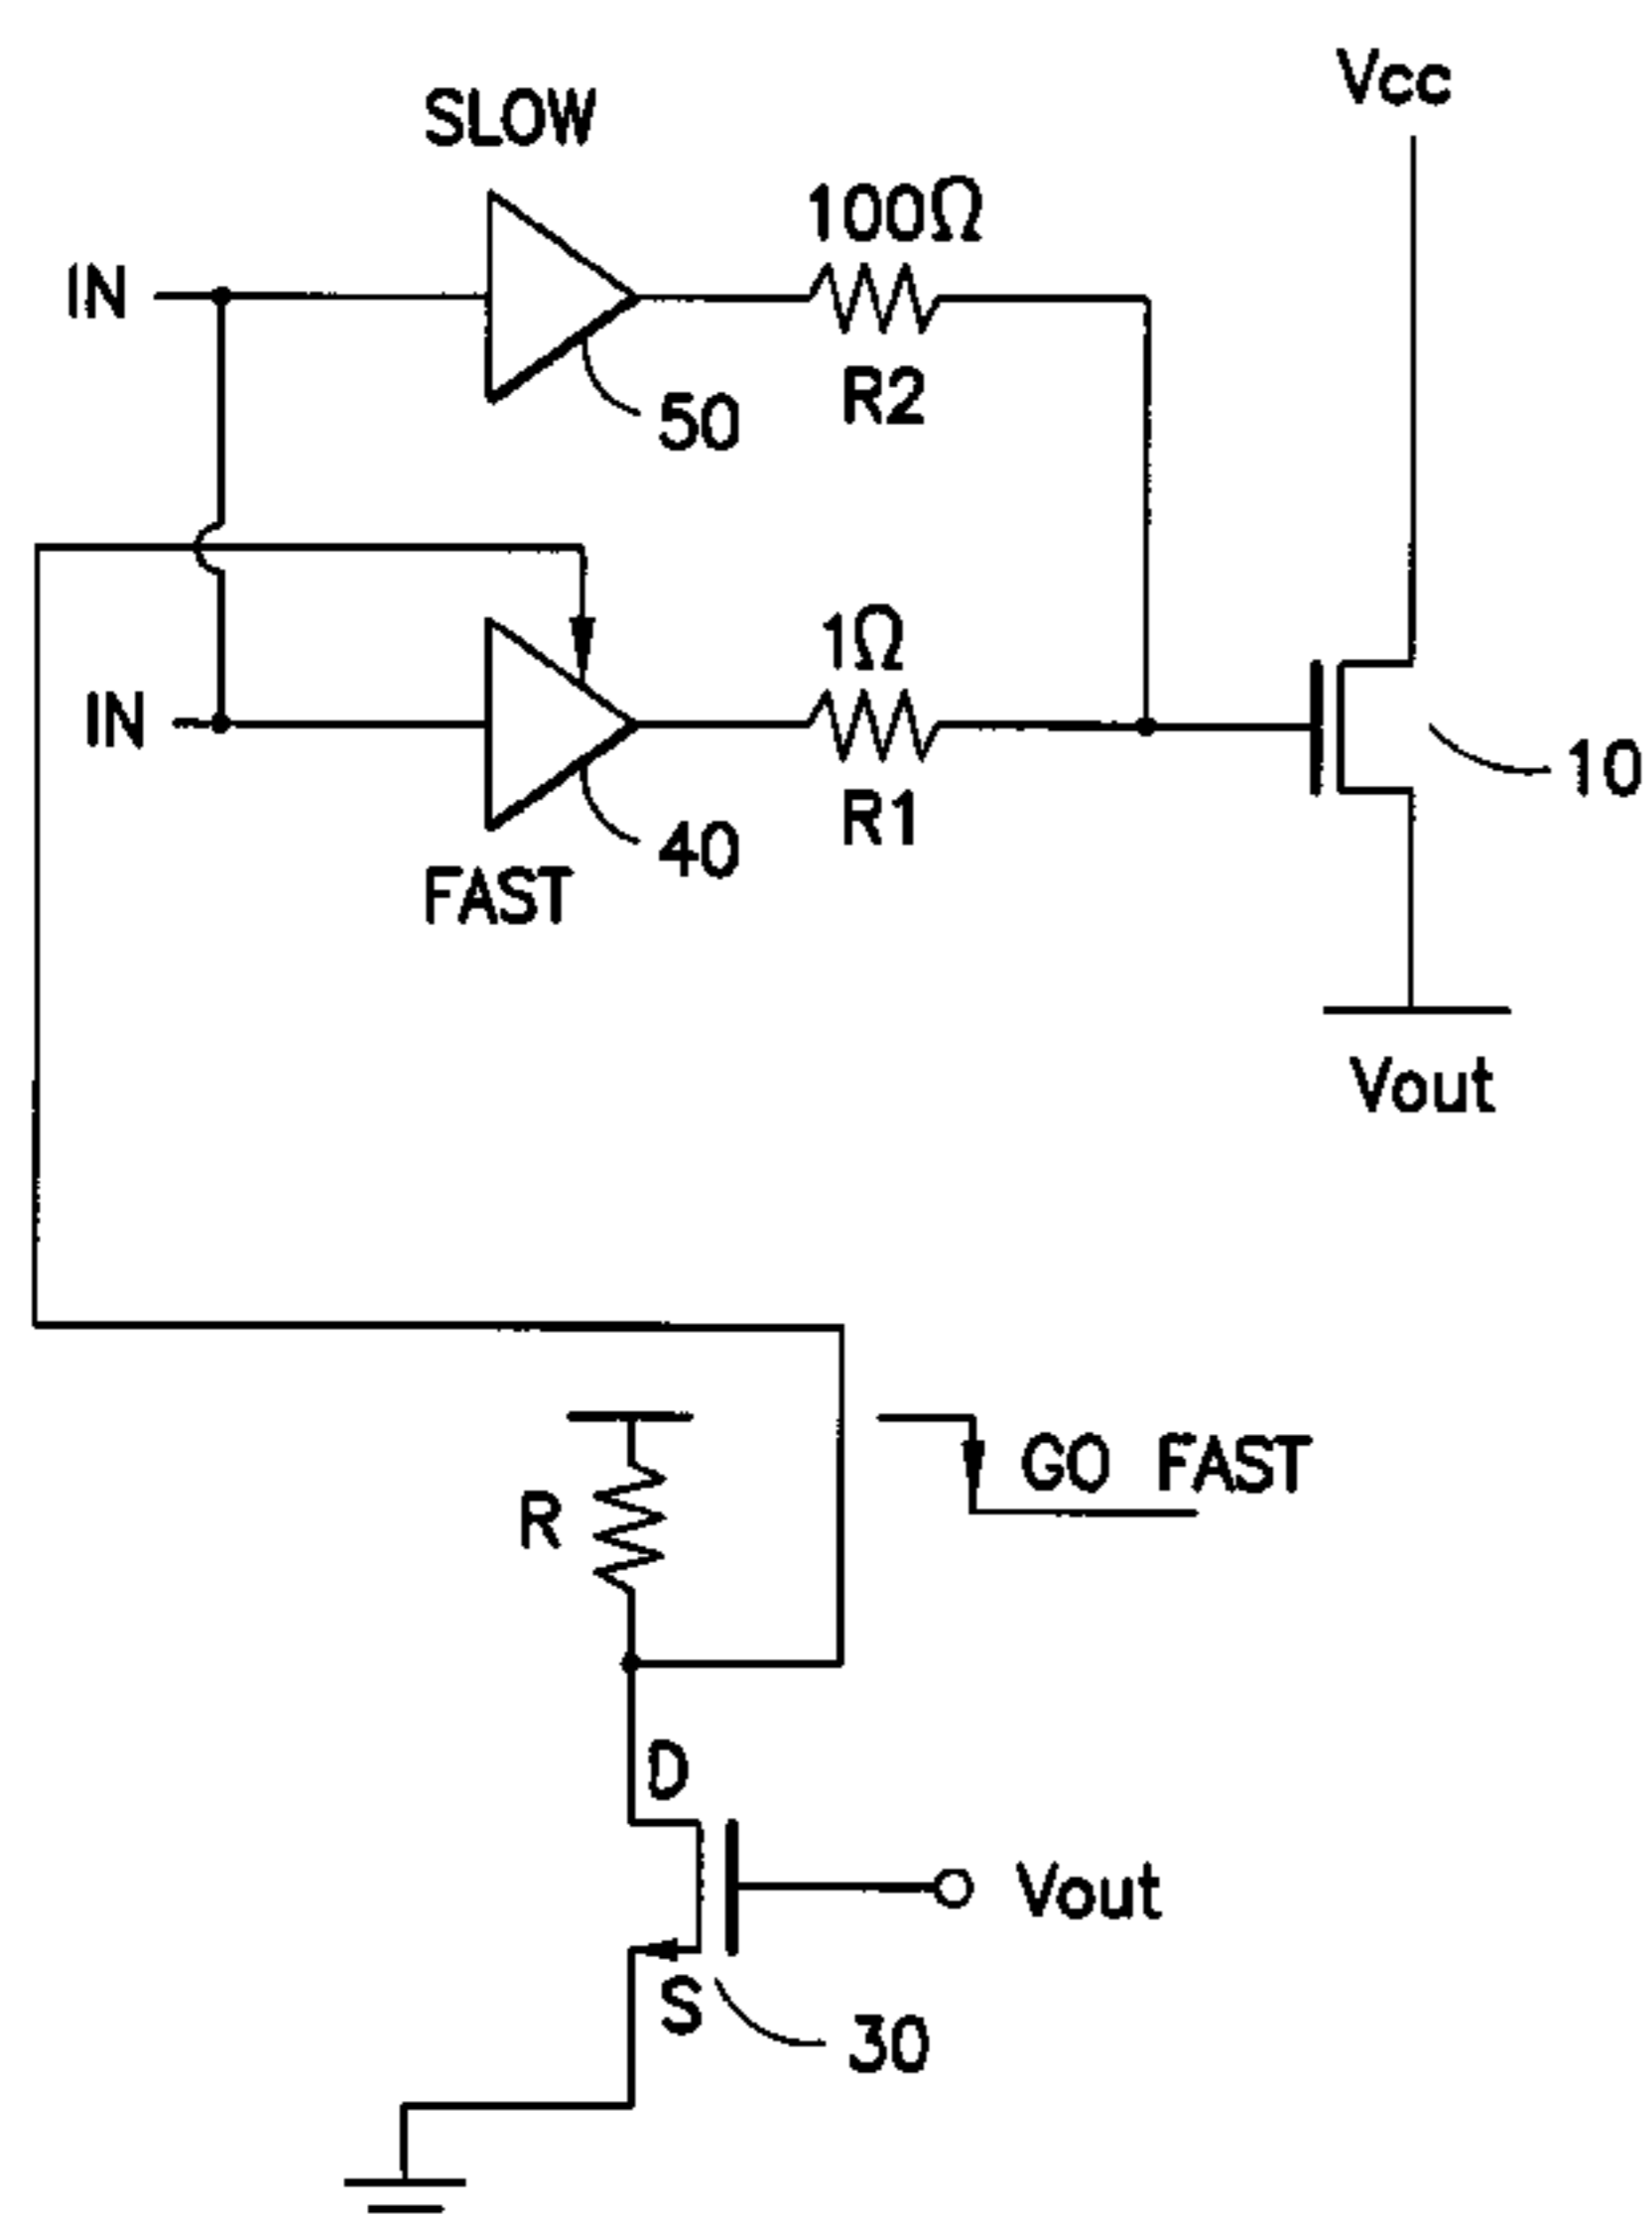 Vcc
SLOW
100Ω
IN
R2
50
1Ω
IN
10
R1
40
FAST
Vout
GO FAST
R
D
Vout
S
30